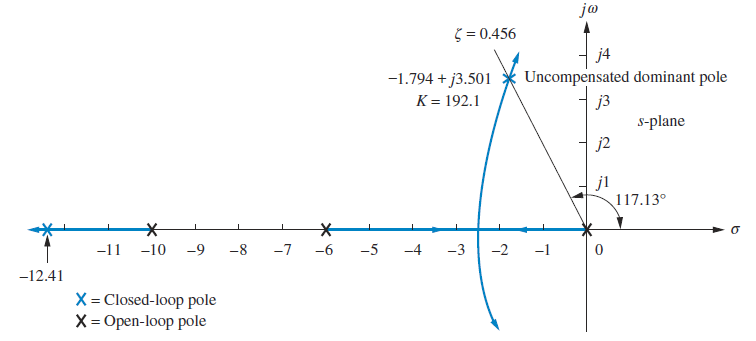 jω
ζ = 0.456
j4
−1.794 + j3.501
Uncompensated dominant pole
K = 192.1
j3
s-plane
j2
j1
117.13°
σ
−11 −10 −9 −8 −7 −6 −5 −4 −3 −2 −1 0
−12.41
X = Closed-loop pole
X = Open-loop pole